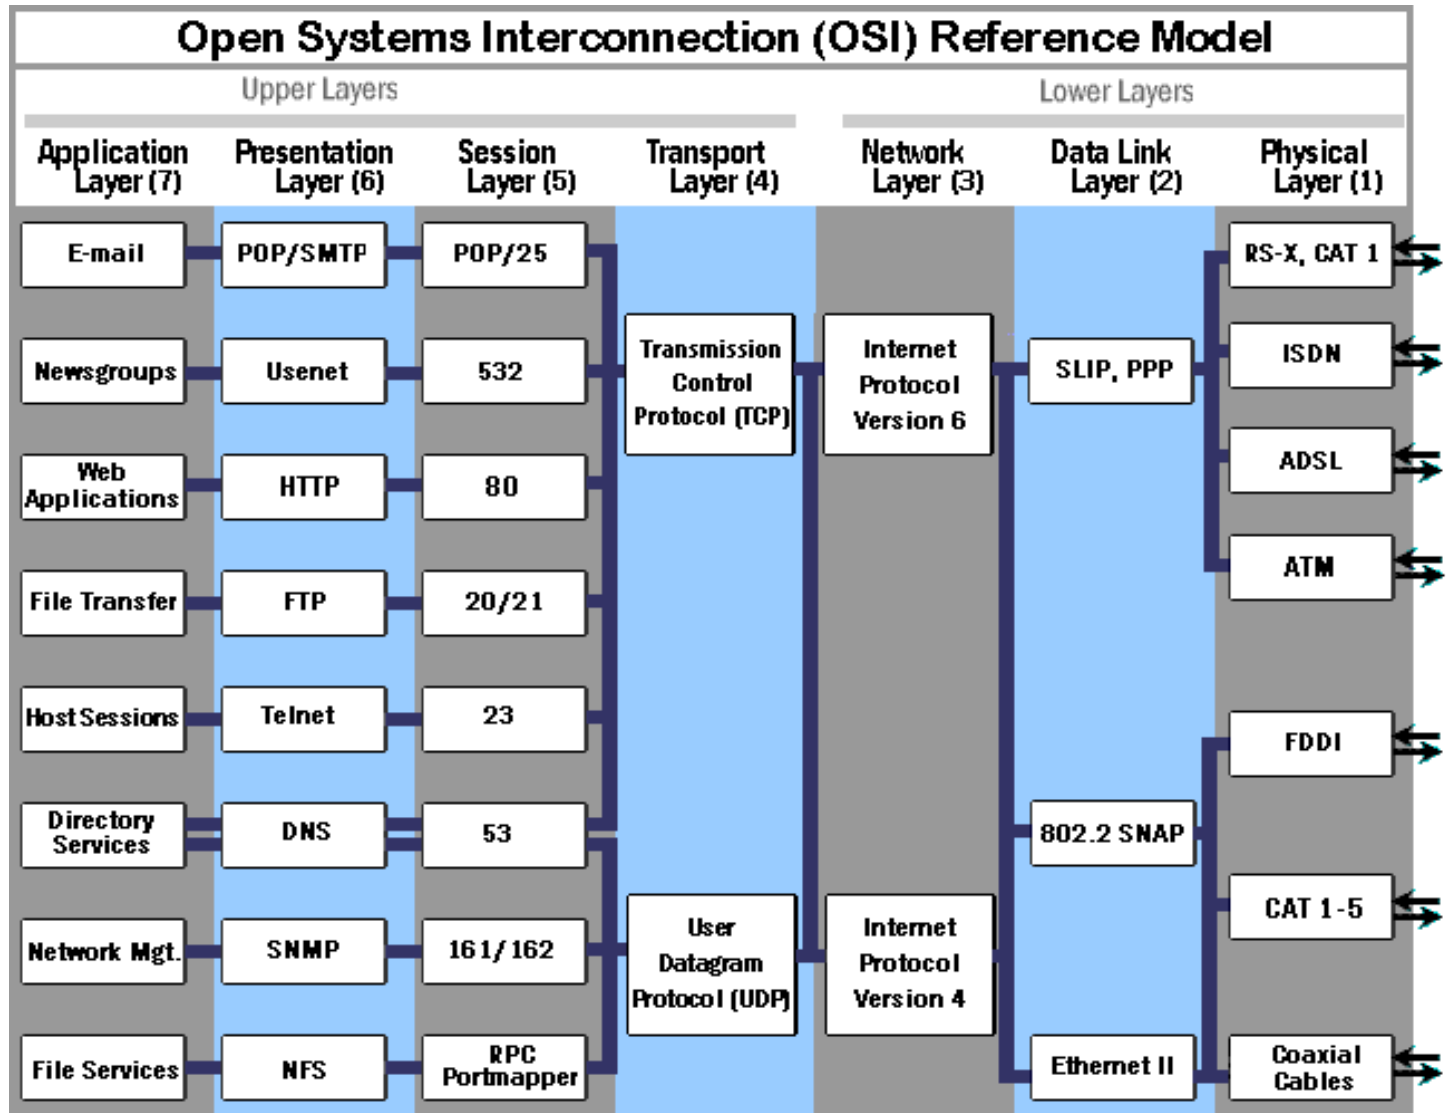 Open Systems Interconnection (OSI) Reference Model
Upper Layers
Lower Layers
Application
Layer (7)
Presentation
Layer (6)
Session
Layer (5)
Transport
Layer (4)
Network
Layer (3)
Data Link
Layer (2)
Physical
Layer (1)
E-mail
POP/SMTP
POP/25
Newsgroups
Usenet
532
Web
Applications
HTTP
80
File Transfer
FTP
20/21
Host Sessions
Telnet
23
Directory
Services
DNS
53
Network Mgt.
SNMP
161/162
File Services
NFS
RPC
Portmapper
Transmission
Control
Protocol (TCP)
User
Datagram
Protocol (UDP)
Internet
Protocol
Version 6
Internet
Protocol
Version 4
SLIP, PPP
802.2 SNAP
Ethernet II
RS-X, CAT 1
ISDN
ADSL
ATM
FDDI
CAT 1-5
Coaxial
Cables